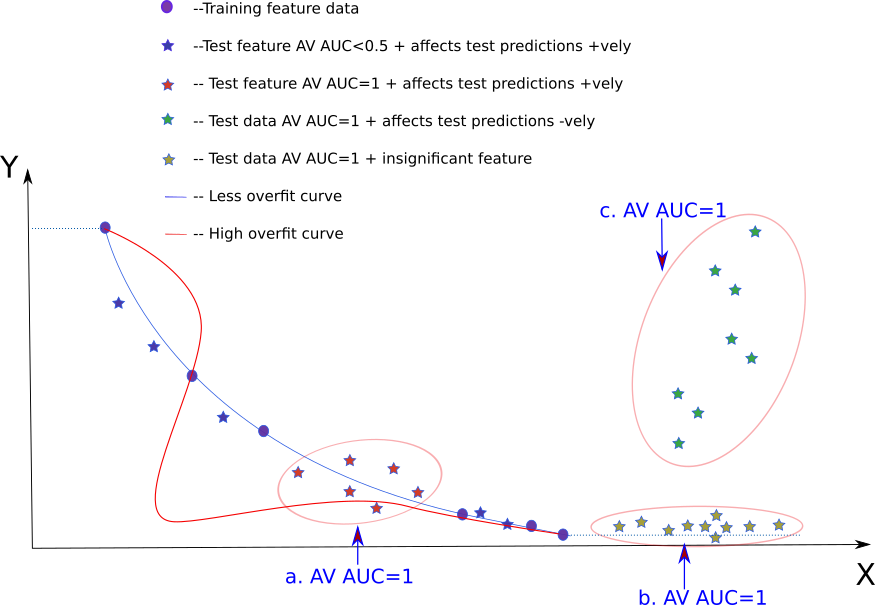 --Training feature data
--Test feature AV AUC<0.5 + affects test predictions +vely
-- Test feature AV AUC=1 + affects test predictions +vely
-- Test data AV AUC=1 + affects test predictions -vely
-- Test data AV AUC=1 + insignificant feature
-- Less overfit curve
-- High overfit curve
Y
c. AV AUC=1
a. AV AUC=1
X
b. AV AUC=1